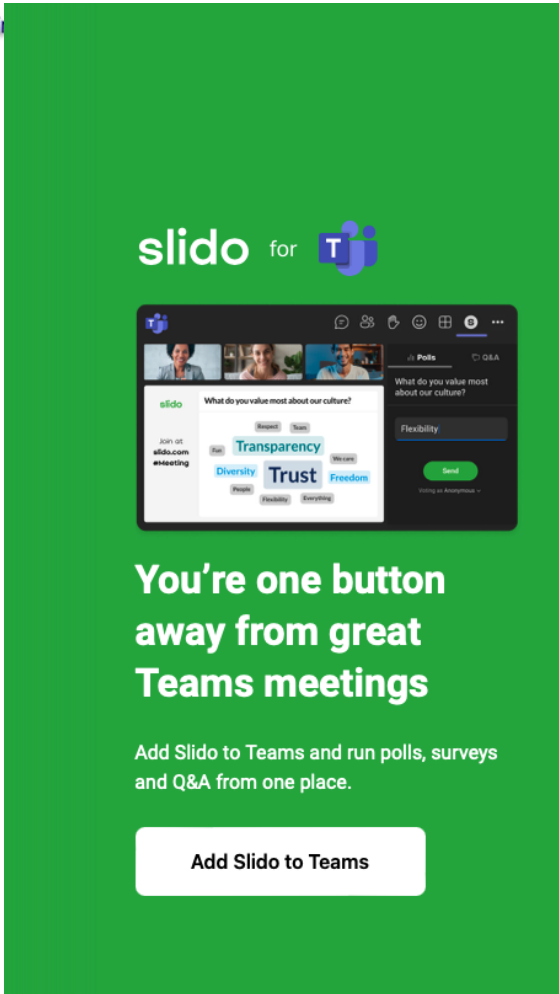 slido for
Polls Q&A
What do you value most
about our culture?
slido
What do you value most about our culture?
Join at
slido.com
#Meeting
Respect Team
Fun Transparency We care
Diversity Trust Freedom
People Flexibility Everything
Flexibility
Send
Voting as Anonymous
You’re one button
away from great
Teams meetings
Add Slido to Teams and run polls, surveys
and Q&A from one place.
Add Slido to Teams